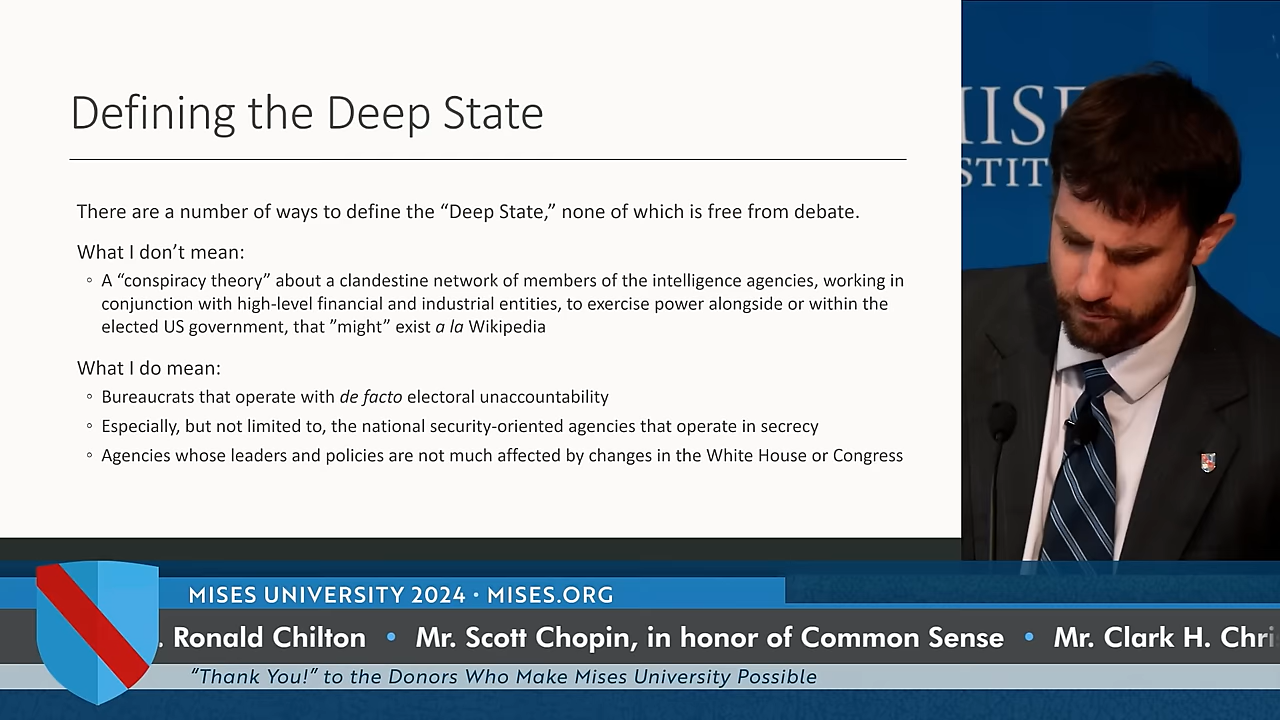 Defining the Deep State
There are a number of ways to define the “Deep State,” none of which is free from debate.
What I don’t mean:
◦ A “conspiracy theory” about a clandestine network of members of the intelligence agencies, working in
conjunction with high-level financial and industrial entities, to exercise power alongside or within the
elected US government, that ”might” exist a la Wikipedia
What I do mean:
◦ Bureaucrats that operate with de facto electoral unaccountability
◦ Especially, but not limited to, the national security-oriented agencies that operate in secrecy
◦ Agencies whose leaders and policies are not much affected by changes in the White House or Congress
MISES UNIVERSITY 2024 • MISES.ORG
. Ronald Chilton • Mr. Scott Chopin, in honor of Common Sense • Mr. Clark H. Chri
“Thank You!” to the Donors Who Make Mises University Possible